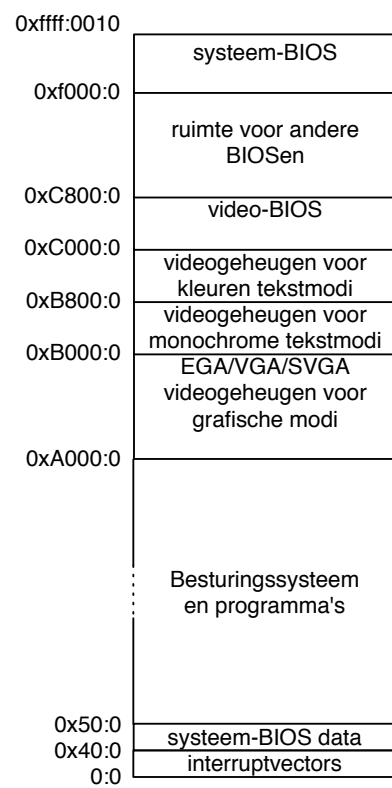 0xffff:0010
systeem-BIOS
0xf000:0
ruimte voor andere
BIOSen
0xC800:0
video-BIOS
0xC000:0
videogeheugen voor
kleuren tekstmodi
0xB800:0
videogeheugen voor
monochrome tekstmodi
0xB000:0
EGA/VGA/SVGA
videogeheugen voor
grafische modi
0xA000:0
Besturingssysteem
en programma's
0x50:0
systeem-BIOS data
0x40:0
interruptvectors
0:0